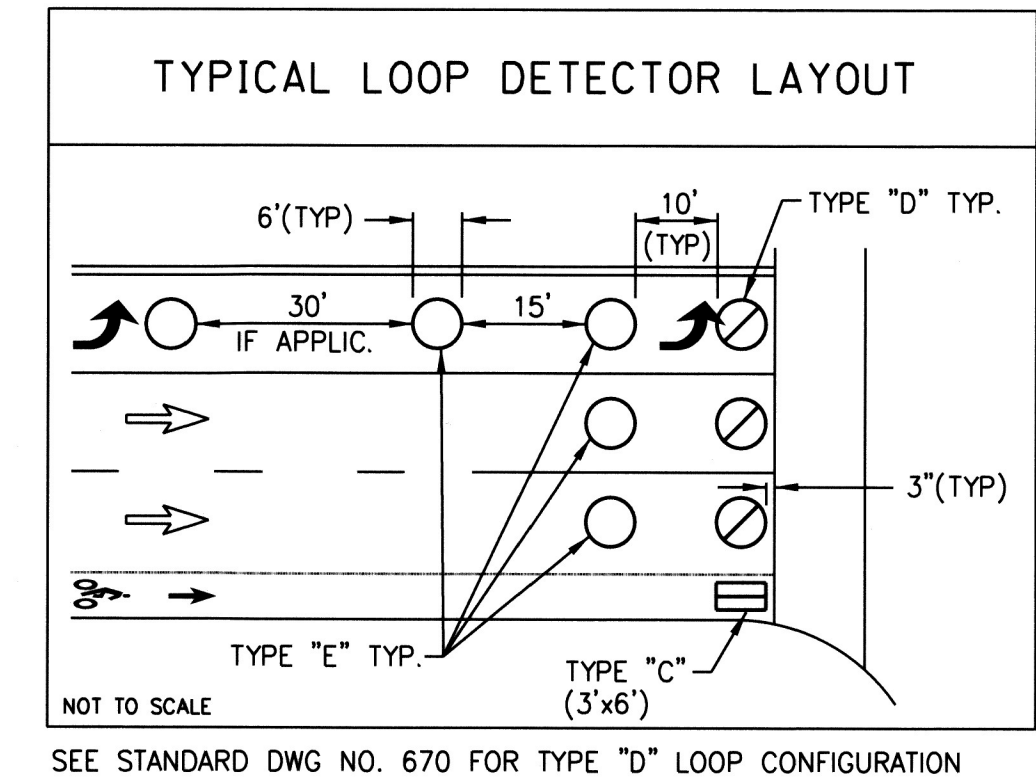 TYPICAL LOOP DETECTOR LAYOUT
6'(TYP)
10'
(TYP)
TYPE "D" TYP.
30'
IF APPLIC.
15'
3"(TYP)
TYPE "E" TYP.
TYPE "C"
(3'x6')
NOT TO SCALE
SEE STANDARD DWG NO. 670 FOR TYPE "D" LOOP CONFIGURATION